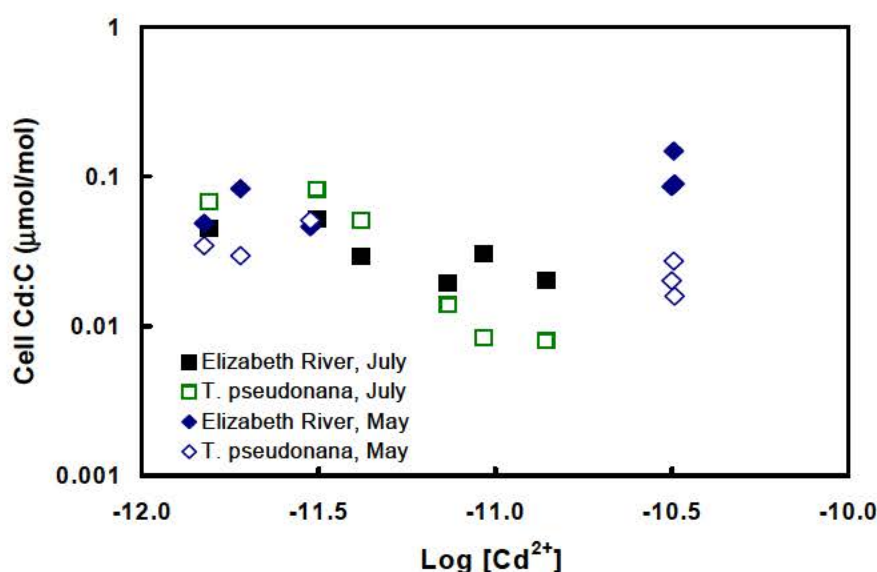 1
0.1
0.01
0.001
Cell Cd:C (μmol/mol)
Elizabeth River, July
T. pseudonana, July
Elizabeth River, May
T. pseudonana, May
-12.0 -11.5 -11.0 -10.5 -10.0
Log [Cd²⁺]